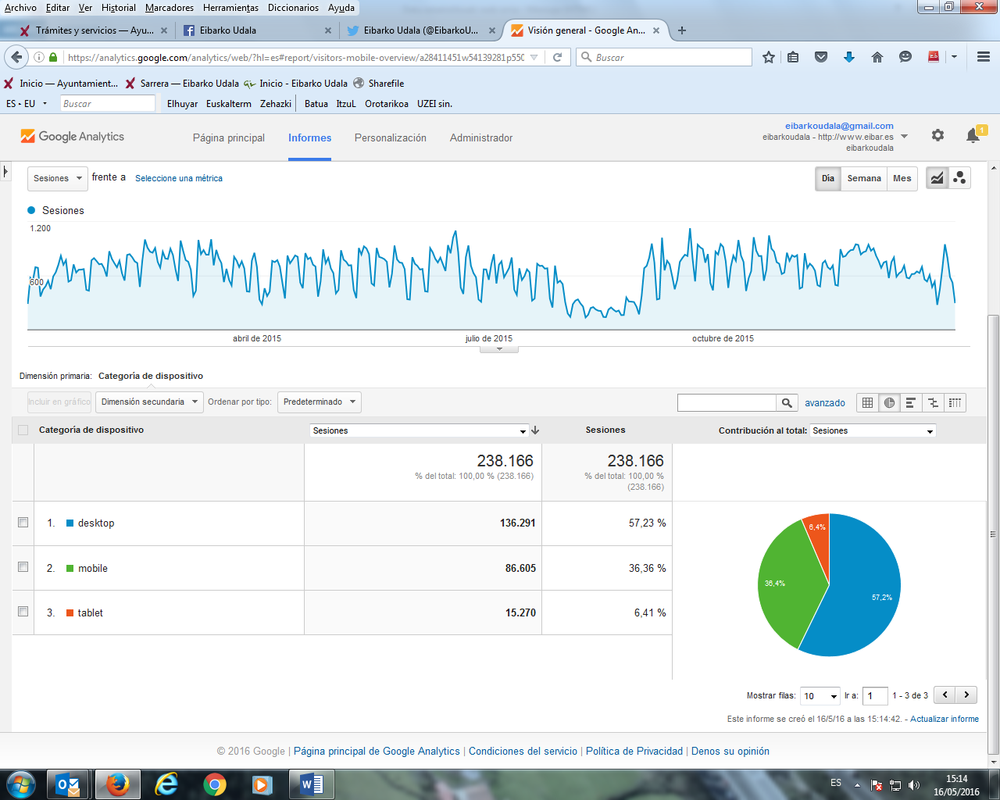 Archivo Editar Ver Historial Marcadores Herramientas Diccionarios Ayuda
Trámites y servicios — Ayu... Eibarko Udala Eibarko Udala (@EibarkoU... Visión general - Google An...
https://analytics.google.com/analytics/web/?hl=es#report/visitors-mobile-overview/a28411451w54139281p550 Buscar
Inicio — Ayuntamient... Sarrera — Eibarko Udala Inicio - Eibarko Udala Sharefile
ES ▸ EU Buscar Elhuyar Euskalterm Zehazki Batua ItzuL Orotarikoa UZEI sin.
Google Analytics Página principal Informes Personalización Administrador
eibarkoudala@gmail.com
eibarkoudala - http://www.eibar.es
eibarkoudala
1
Sesiones frente a Seleccione una métrica Día Semana Mes
Sesiones
1.200
600
abril de 2015 julio de 2015 octubre de 2015
Dimensión primaria: Categoría de dispositivo
Incluir en gráfico Dimensión secundaria Ordenar por tipo: Predeterminado avanzado
Categoría de dispositivo Sesiones Sesiones Contribución al total: Sesiones
238.166 238.166
% del total: 100,00 % (238.166) % del total: 100,00 %
(238.166)
1. desktop 136.291 57,23 %
2. mobile 86.605 36,36 %
3. tablet 15.270 6,41 %
6,4%
36,4%
57,2%
Mostrar filas: 10 Ir a: 1 1 - 3 de 3
Este informe se creó el 16/5/16 a las 15:14:42. - Actualizar informe
© 2016 Google | Página principal de Google Analytics | Condiciones del servicio | Política de Privacidad | Denos su opinión
ES 15:14
16/05/2016